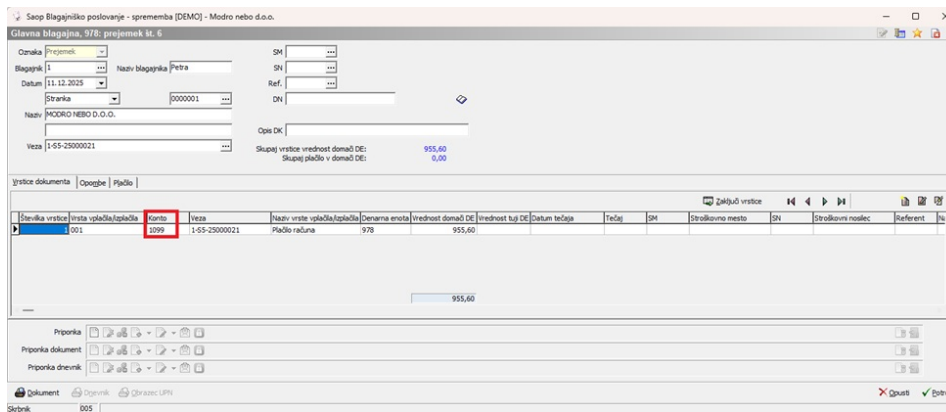 Saop Blagajniško poslovanje - sprememba [DEMO] - Modro nebo d.o.o.
Glavna blagajna, 978: prejemek št. 6
Oznaka Prejemek SM ...
Blagajnik 1 ... Naziv blagajnika Petra SN ...
Datum 11.12.2025 Ref. ...
Stranka 0000001 ... DN
Naziv MODRO NEBO D.O.O.
Opis DK
Veza 1-S5-25000021 ... Skupaj vrstice vrednost domači DE: 955,60
Skupaj plačilo v domači DE: 0,00
Vrstice dokumenta Opombe Plačilo
Zaključi vrstice
Številka vrstice Vrsta vplačila/izplačila Konto Veza Naziv vrste vplačila/izplačila Denarna enota Vrednost domači DE Vrednost tuji DE Datum tečaja Tečaj SM Stroškovno mesto SN Stroškovni nosilec Referent
1 001 1099 1-S5-25000021 Plačilo računa 978 955,60
955,60
Priponka
Priponka dokument
Priponka dnevnik
Dokument Dnevnik Obrazec UPN Opusti Potr
Skrbnik 005